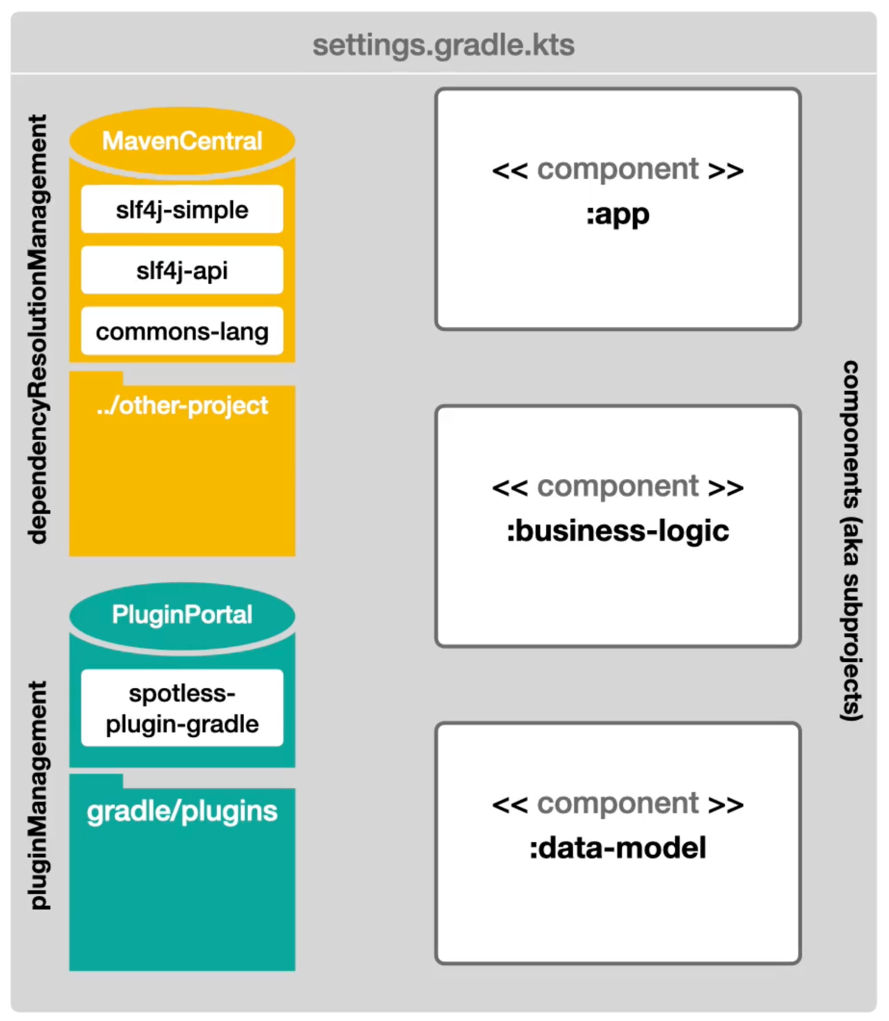 settings.gradle.kts
dependencyResolutionManagement
MavenCentral
slf4j-simple
slf4j-api
commons-lang
../other-project
pluginManagement
PluginPortal
spotless-
plugin-gradle
gradle/plugins
<< component >>
:app
<< component >>
:business-logic
<< component >>
:data-model
components (aka subprojects)